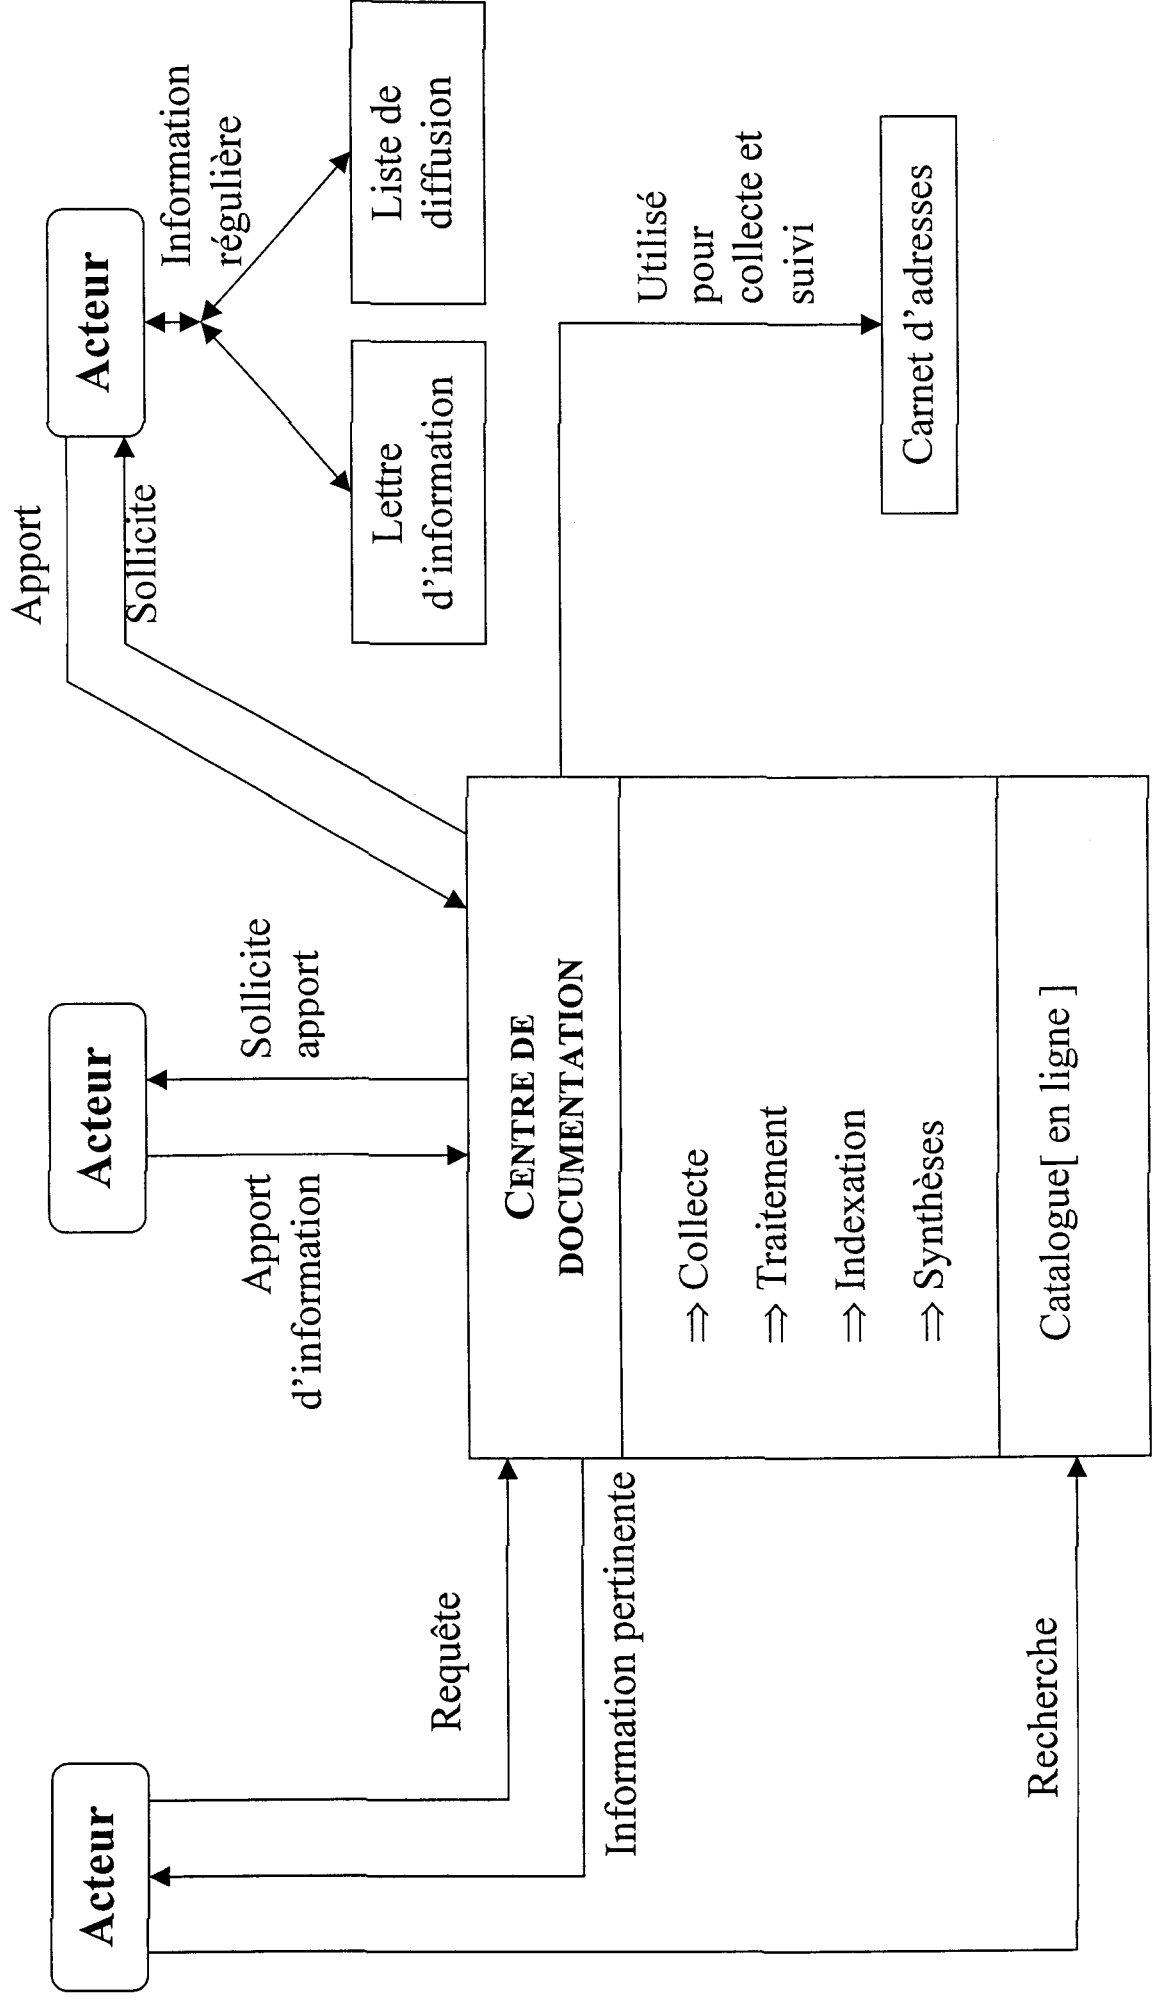 Acteur
Acteur
Acteur
Apport
Sollicite
Information
régulière
Sollicite
apport
Apport
d'information
Lettre
d'information
Liste de
diffusion
Requête
Information pertinente
CENTRE DE
DOCUMENTATION
⇒ Collecte
⇒ Traitement
⇒ Indexation
⇒ Synthèses
Catalogue[ en ligne ]
Utilisé
pour
collecte et
suivi
Carnet d'adresses
Recherche